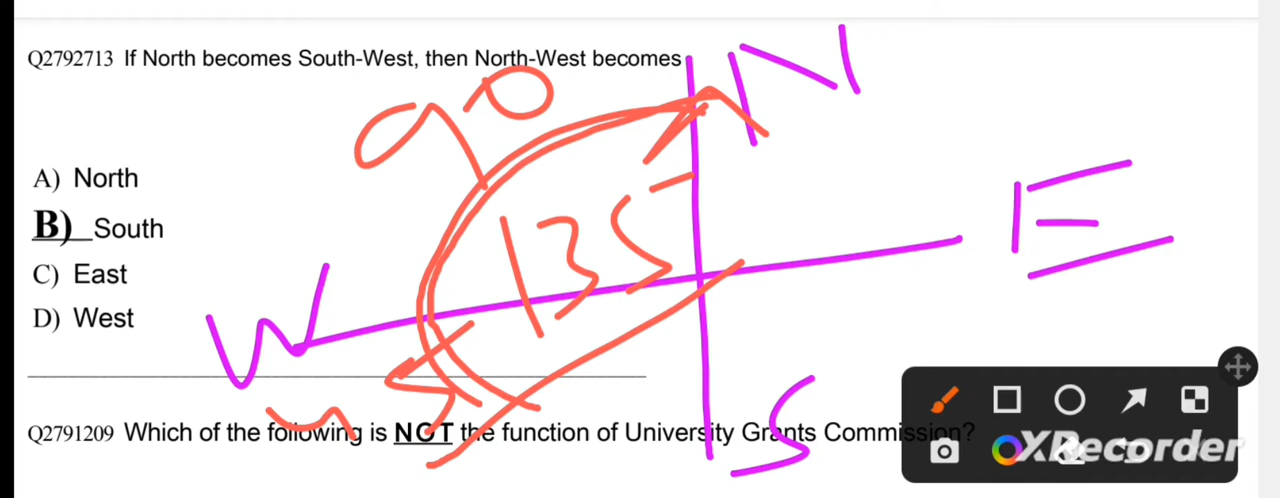 Q2792713 If North becomes South-West, then North-West becomes
N
90
A) North
135
E
B) South
C) East
W
D) West
45
S
Q2791209 Which of the following is NOT the function of University Grants Commission?
XRecorder